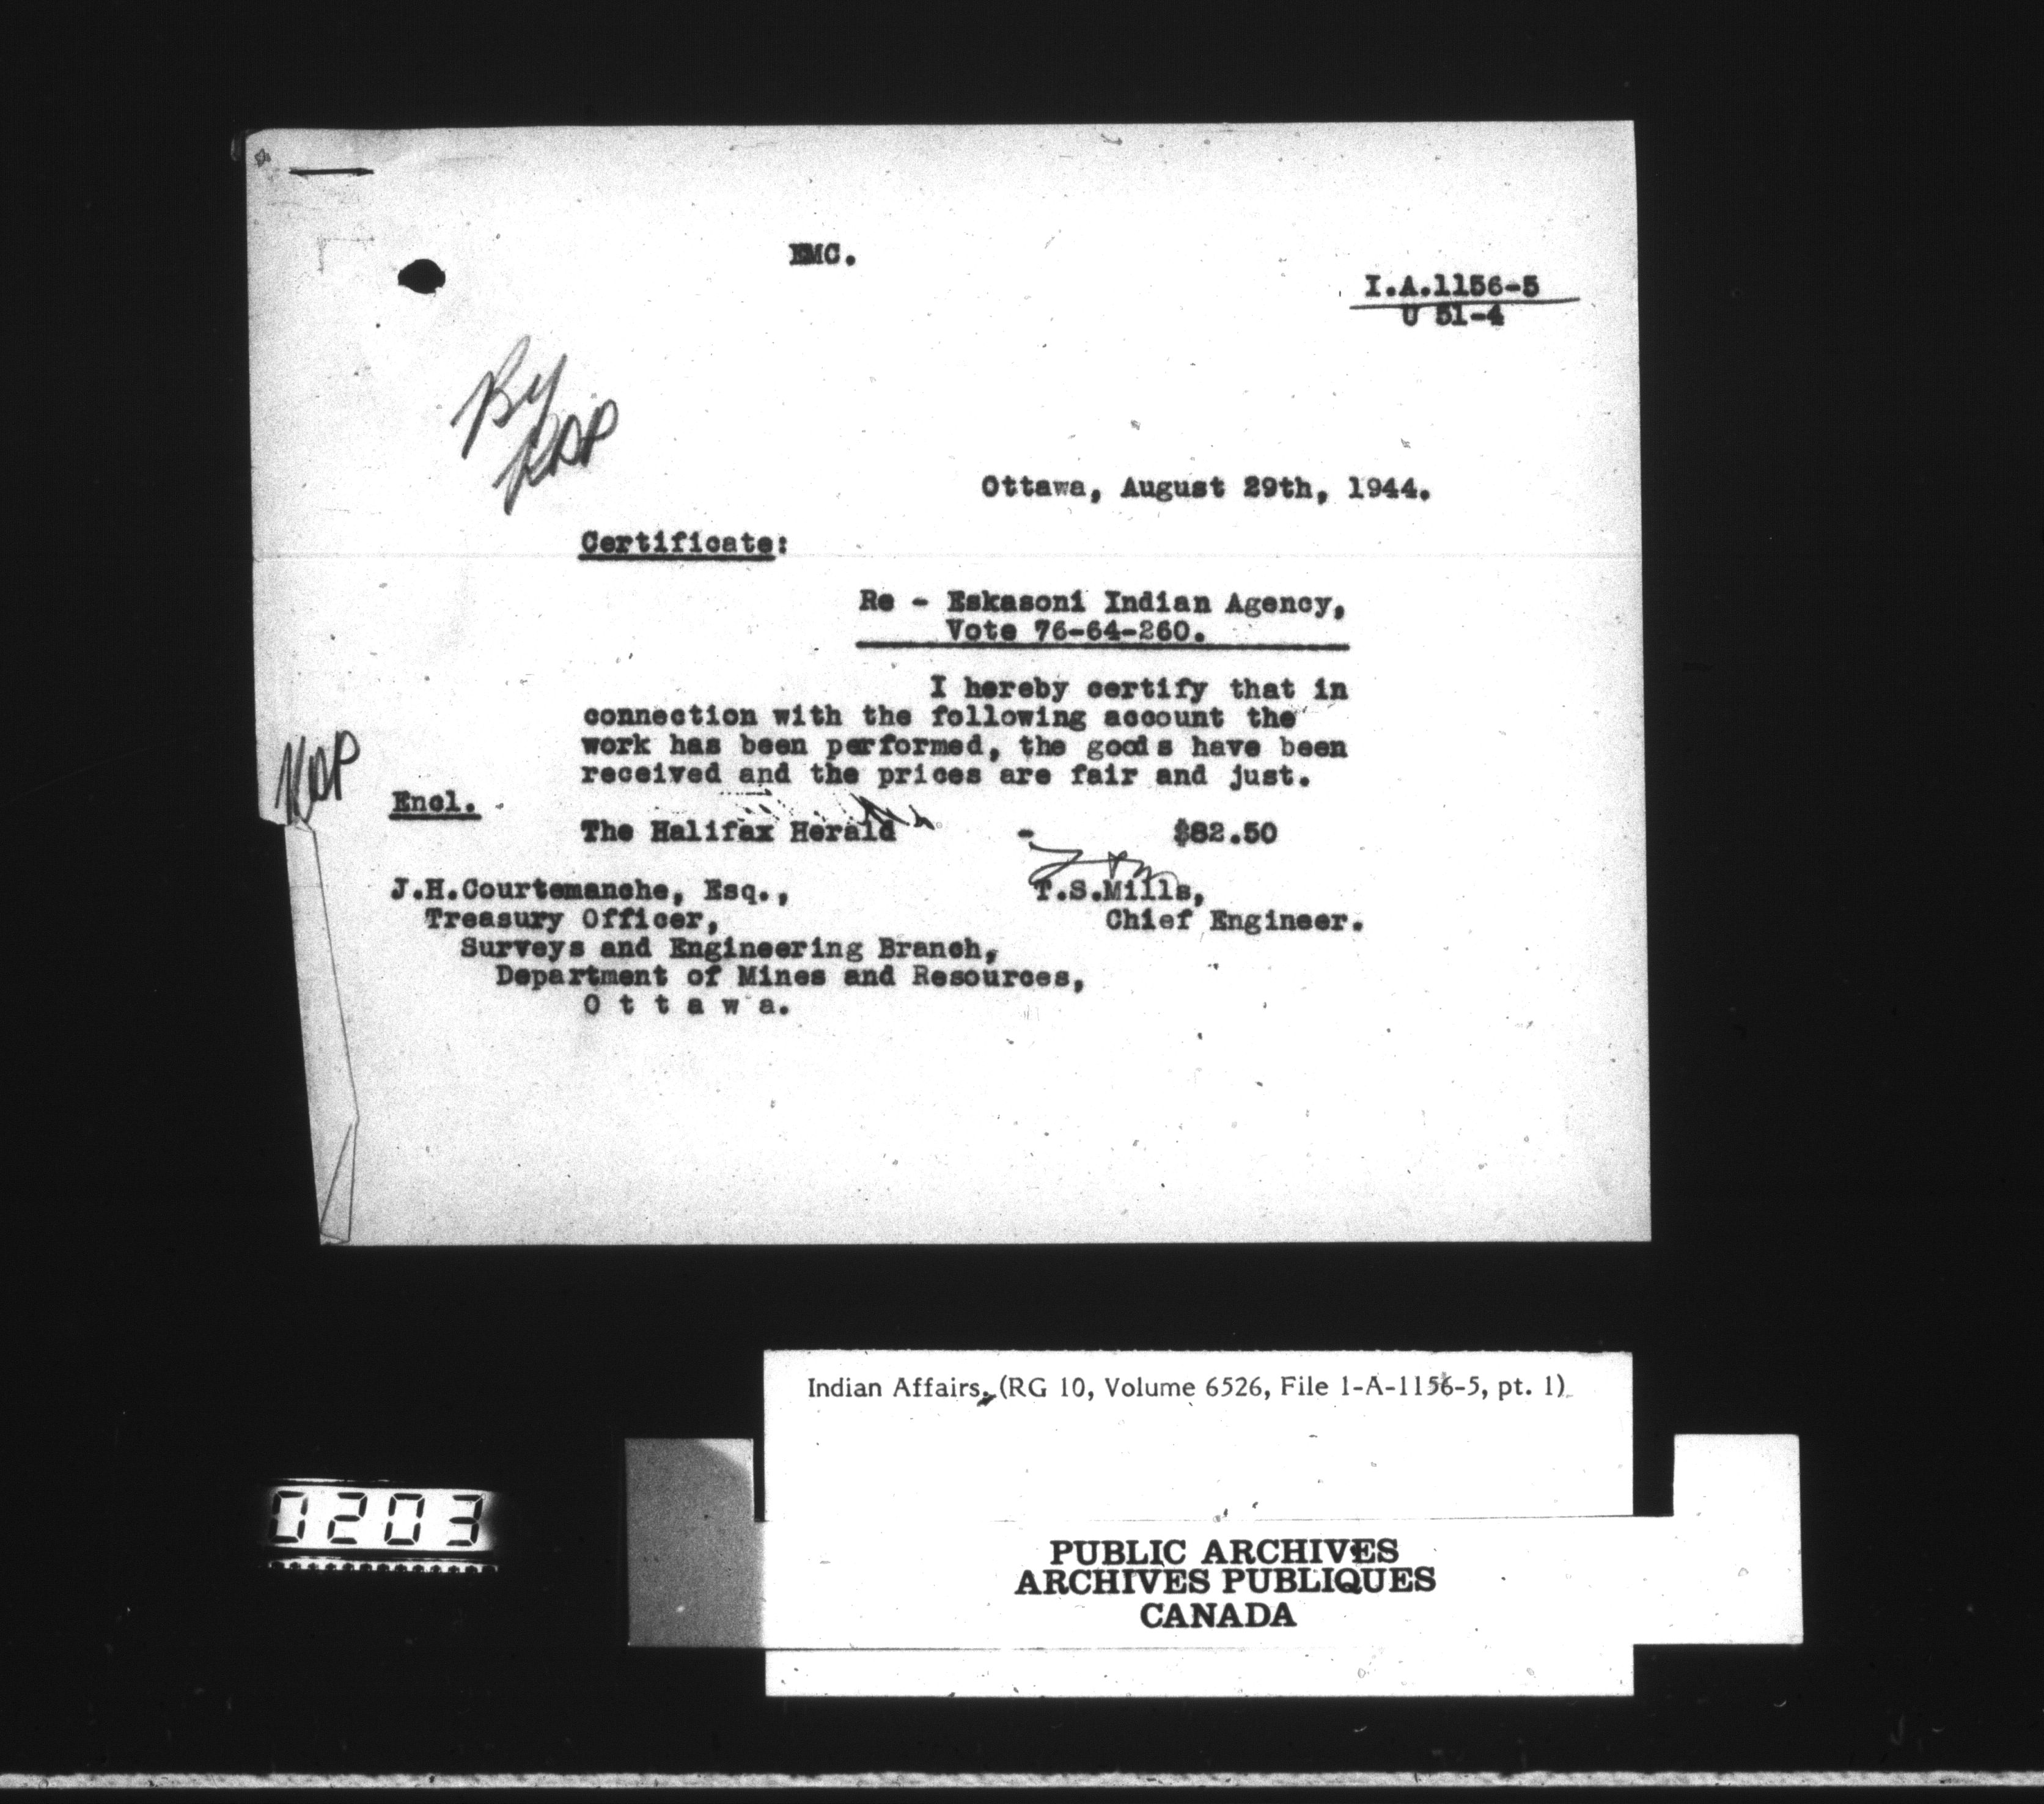 EMC.
I.A.1156-5
U 51-4
By
RDP
Ottawa, August 29th, 1944.
Certificate:
Re - Eskasoni Indian Agency,
Vote 76-64-260.
I hereby certify that in
connection with the following account the
work has been performed, the goods have been
received and the prices are fair and just.
Encl.
The Halifax Herald - $82.50
J.H.Courtemanche, Esq.,
Treasury Officer,
Surveys and Engineering Branch,
Department of Mines and Resources,
O t t a w a.
T.S.Mills,
Chief Engineer.
Indian Affairs. (RG 10, Volume 6526, File 1-A-1156-5, pt. 1)
0203
PUBLIC ARCHIVES
ARCHIVES PUBLIQUES
CANADA